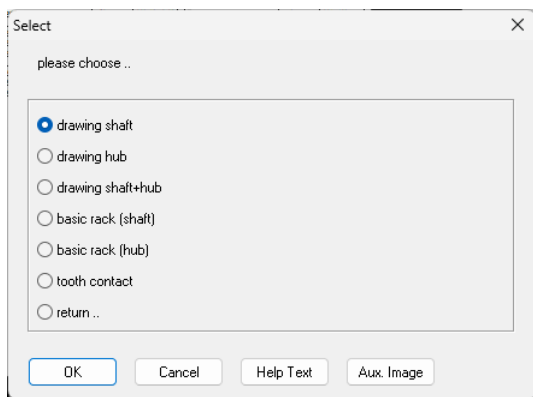 Select
please choose ..
drawing shaft
drawing hub
drawing shaft+hub
basic rack (shaft)
basic rack (hub)
tooth contact
return ..
OK Cancel Help Text Aux. Image